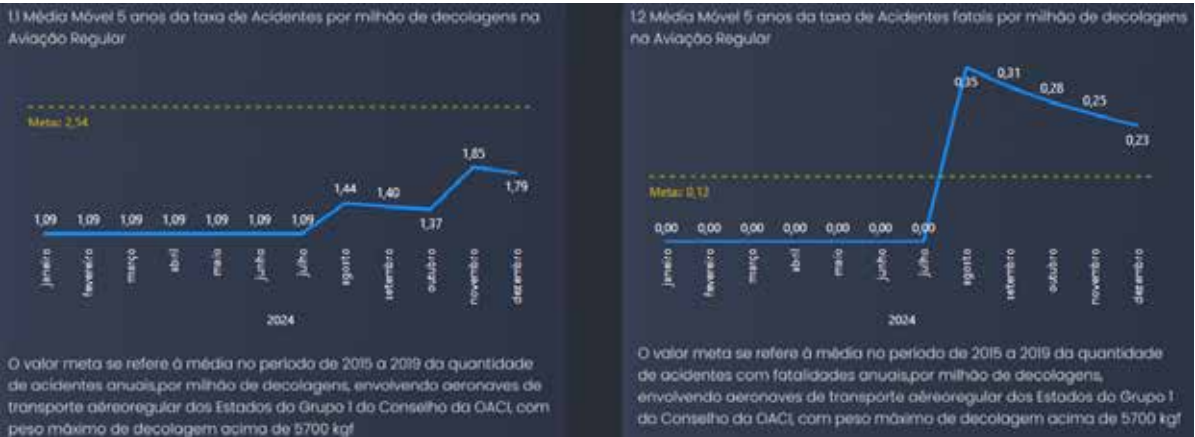 1.1 Média Móvel 5 anos da taxa de Acidentes por milhão de decolagens na
Aviação Regular
Meta: 2,54
1,09 1,09 1,09 1,09 1,09 1,09 1,09 1,44 1,40 1,37 1,85 1,79
janeiro fevereiro março abril maio junho julho agosto setembro outubro novembro dezembro
2024
O valor meta se refere à média no período de 2015 a 2019 da quantidade
de acidentes anuais,por milhão de decolagens, envolvendo aeronaves de
transporte aéreoregular dos Estados do Grupo 1 do Conselho da OACI, com
peso máximo de decolagem acima de 5700 kgf
1.2 Média Móvel 5 anos da taxa de Acidentes fatais por milhão de decolagens
na Aviação Regular
Meta: 0,13
0,00 0,00 0,00 0,00 0,00 0,00 0,00 0,35 0,31 0,28 0,25 0,23
janeiro fevereiro março abril maio junho julho agosto setembro outubro novembro dezembro
2024
O valor meta se refere à média no período de 2015 a 2019 da quantidade
de acidentes com fatalidades anuais,por milhão de decolagens,
envolvendo aeronaves de transporte aéreoregular dos Estados do Grupo 1
do Conselho da OACI, com peso máximo de decolagem acima de 5700 kgf